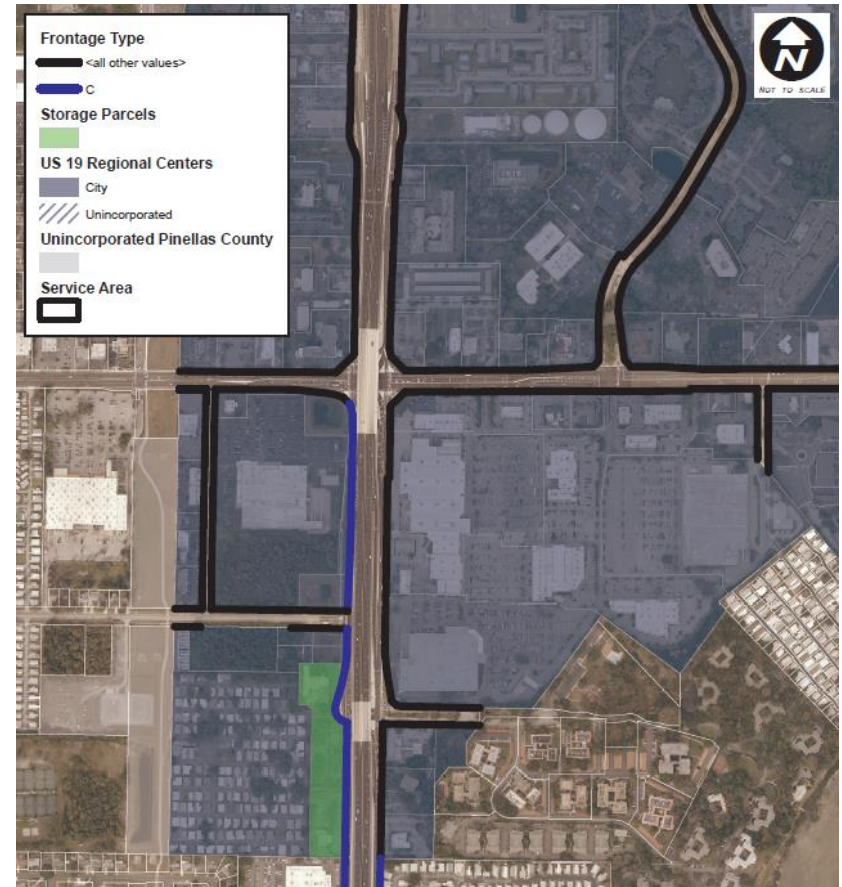 Frontage Type
<all other values>
C
Storage Parcels
US 19 Regional Centers
City
Unincorporated
Unincorporated Pinellas County
Service Area
N
NOT TO SCALE